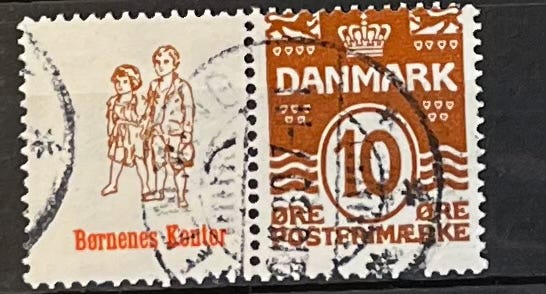 Børnenes Kontor
DANMARK
10
ØRE ØRE
POSTFRIMÆRKE